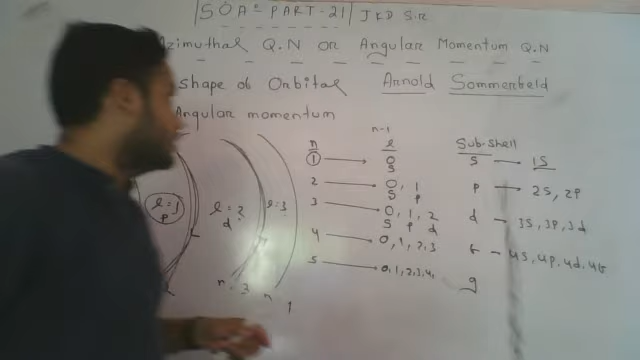 SOA PART-21 JKD Sir
Azimuthal Q.N or Angular Momentum Q.N
shape of Orbital Arnold Sommerbeld
Angular momentum
n-1
n l Sub-shell
1 → 0 s → 1s
s
2 → 0, 1 p → 2s, 2p
s p
3 → 0, 1, 2 d → 3s, 3p, 3d
s p d
4 → 0, 1, 2, 3 f → 4s, 4p, 4d, 4f
5 → 0, 1, 2, 3, 4, g
l = 1 l = 2 l = 3
p d
n 3 n